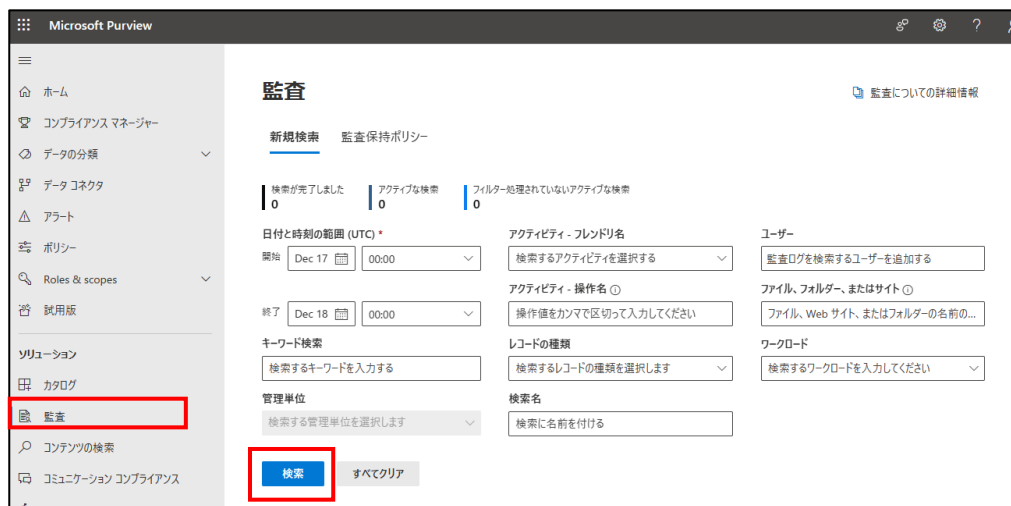 Microsoft Purview
ホーム
コンプライアンス マネージャー
データの分類
データ コネクタ
アラート
ポリシー
Roles & scopes
試用版
ソリューション
カタログ
監査
コンテンツの検索
コミュニケーション コンプライアンス
監査
監査についての詳細情報
新規検索 監査保持ポリシー
検索が完了しました アクティブな検索 フィルター処理されていないアクティブな検索
0 0 0
日付と時刻の範囲 (UTC) * アクティビティ - フレンドリ名 ユーザー
開始 Dec 17 00:00 検索するアクティビティを選択する 監査ログを検索するユーザーを追加する
アクティビティ - 操作名 ファイル、フォルダー、またはサイト
終了 Dec 18 00:00 操作値をカンマで区切って入力してください ファイル、Web サイト、またはフォルダーの名前の...
キーワード検索 レコードの種類 ワークロード
検索するキーワードを入力する 検索するレコードの種類を選択します 検索するワークロードを入力してください
管理単位 検索名
検索する管理単位を選択します 検索に名前を付ける
検索 すべてクリア